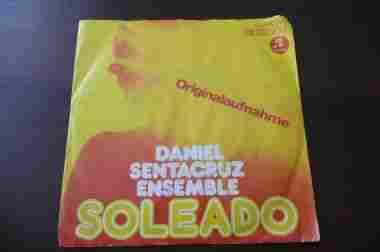 Originalaufnahme
DANIEL
SENTACRUZ
ENSEMBLE
SOLEADO